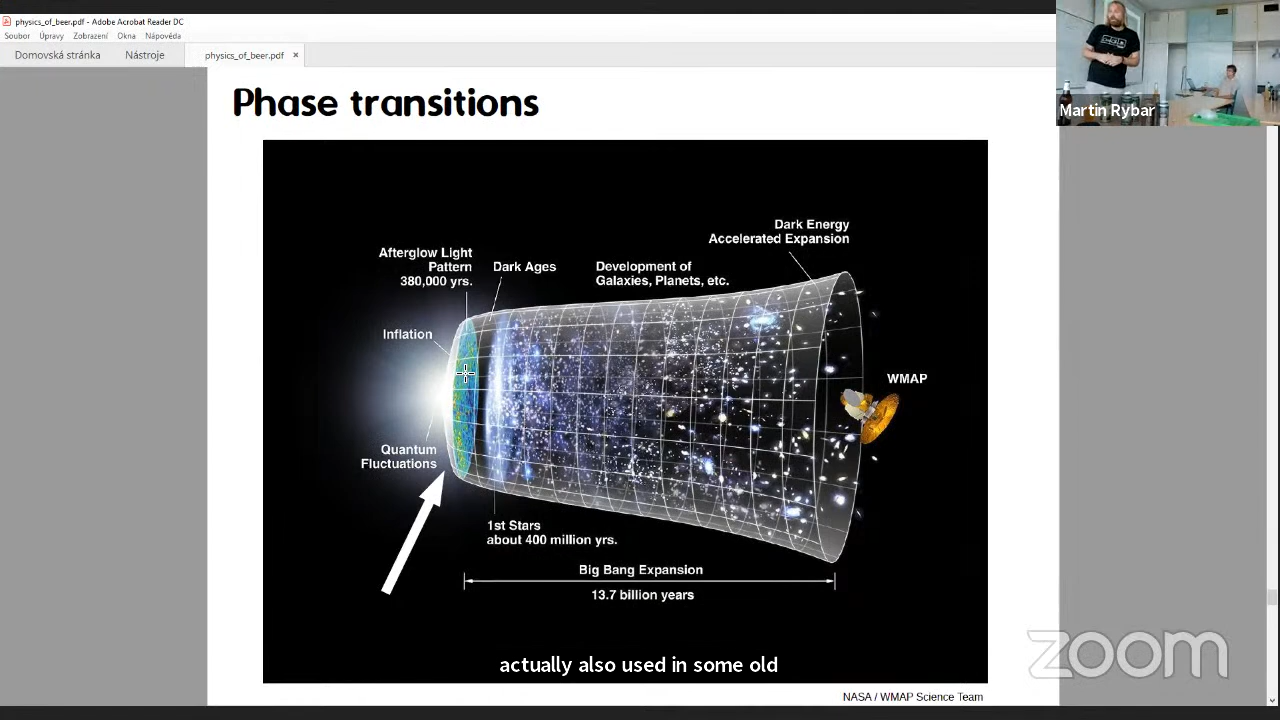 physics_of_beer.pdf - Adobe Acrobat Reader DC
Soubor Úpravy Zobrazení Okna Nápověda
Domovská stránka Nástroje physics_of_beer.pdf ×
Martin Rybar
Phase transitions
Dark Energy
Accelerated Expansion
Afterglow Light
Pattern
380,000 yrs.
Dark Ages
Development of
Galaxies, Planets, etc.
Inflation
WMAP
Quantum
Fluctuations
1st Stars
about 400 million yrs.
Big Bang Expansion
13.7 billion years
actually also used in some old
zoom
NASA / WMAP Science Team